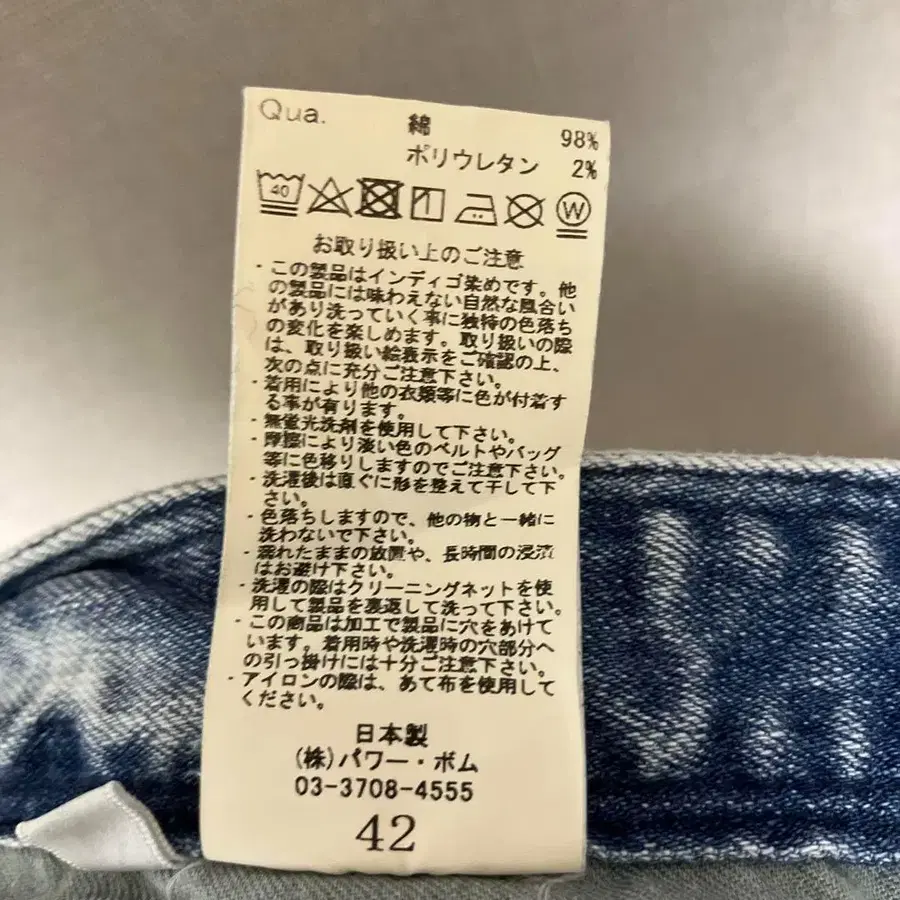 Qua.
綿 98%
ポリウレタン 2%
40
W
お取り扱い上のご注意
・この製品はインディゴ染めです。他
の製品には味わえない自然な風合い
があり洗っていく事に独特の色落ち
の変化を楽しめます。取り扱いの際
は、取り扱い絵表示をご確認の上、
次の点に充分ご注意下さい。
・着用により他の衣類等に色が付着す
る事が有ります。
・無蛍光洗剤を使用して下さい。
・摩擦により淡い色のベルトやバッグ
等に色移りしますのでご注意下さい。
・洗濯後は直ぐに形を整えて干して下
さい。
・色落ちしますので、他の物と一緒に
洗わないで下さい。
・濡れたままの放置や、長時間の浸漬
はお避け下さい。
・洗濯の際はクリーニングネットを使
用して製品を裏返して洗って下さい。
・この商品は加工で製品に穴をあけて
います。着用時や洗濯時の穴部分へ
の引っ掛けには十分ご注意下さい。
・アイロンの際は、あて布を使用して
ください。
日本製
(株)パワー・ボム
03-3708-4555
42